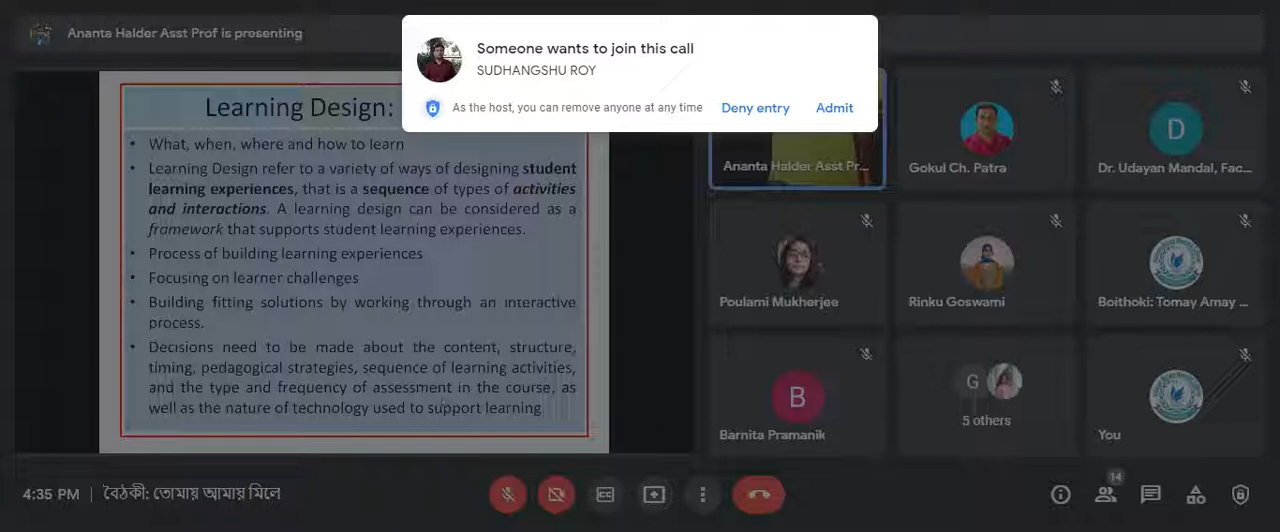 Ananta Halder Asst Prof is presenting
Someone wants to join this call
SUDHANGSHU ROY
As the host, you can remove anyone at any time
Deny entry
Admit
Learning Design:
• What, when, where and how to learn
• Learning Design refer to a variety of ways of designing student
learning experiences, that is a sequence of types of activities
and interactions. A learning design can be considered as a
framework that supports student learning experiences.
• Process of building learning experiences
• Focusing on learner challenges
• Building fitting solutions by working through an interactive
process.
• Decisions need to be made about the content, structure,
timing, pedagogical strategies, sequence of learning activities,
and the type and frequency of assessment in the course, as
well as the nature of technology used to support learning
Ananta Halder Asst Pr...
Gokul Ch. Patra
D
Dr. Udayan Mandal, Fac...
Poulami Mukherjee
Rinku Goswami
Boithoki: Tomay Amay ...
B
Barnita Pramanik
G
5 others
You
4:35 PM | বৈঠকী: তোমায় আমায় মিলে
CC
14